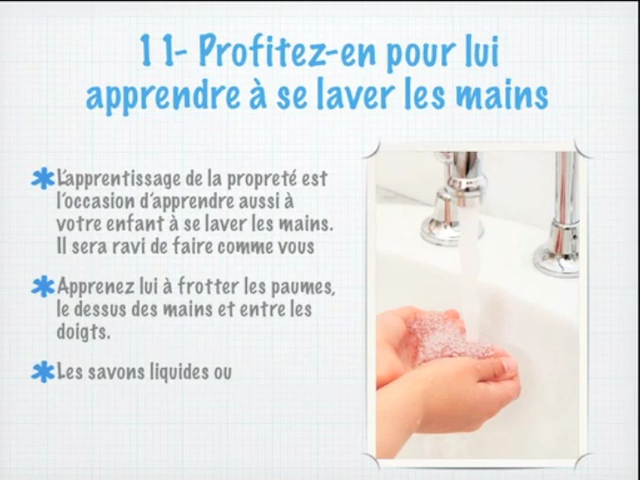 11- Profitez-en pour lui
apprendre à se laver les mains
L'apprentissage de la propreté est
l'occasion d'apprendre aussi à
votre enfant à se laver les mains.
Il sera ravi de faire comme vous
Apprenez lui à frotter les paumes,
le dessus des mains et entre les
doigts.
Les savons liquides ou